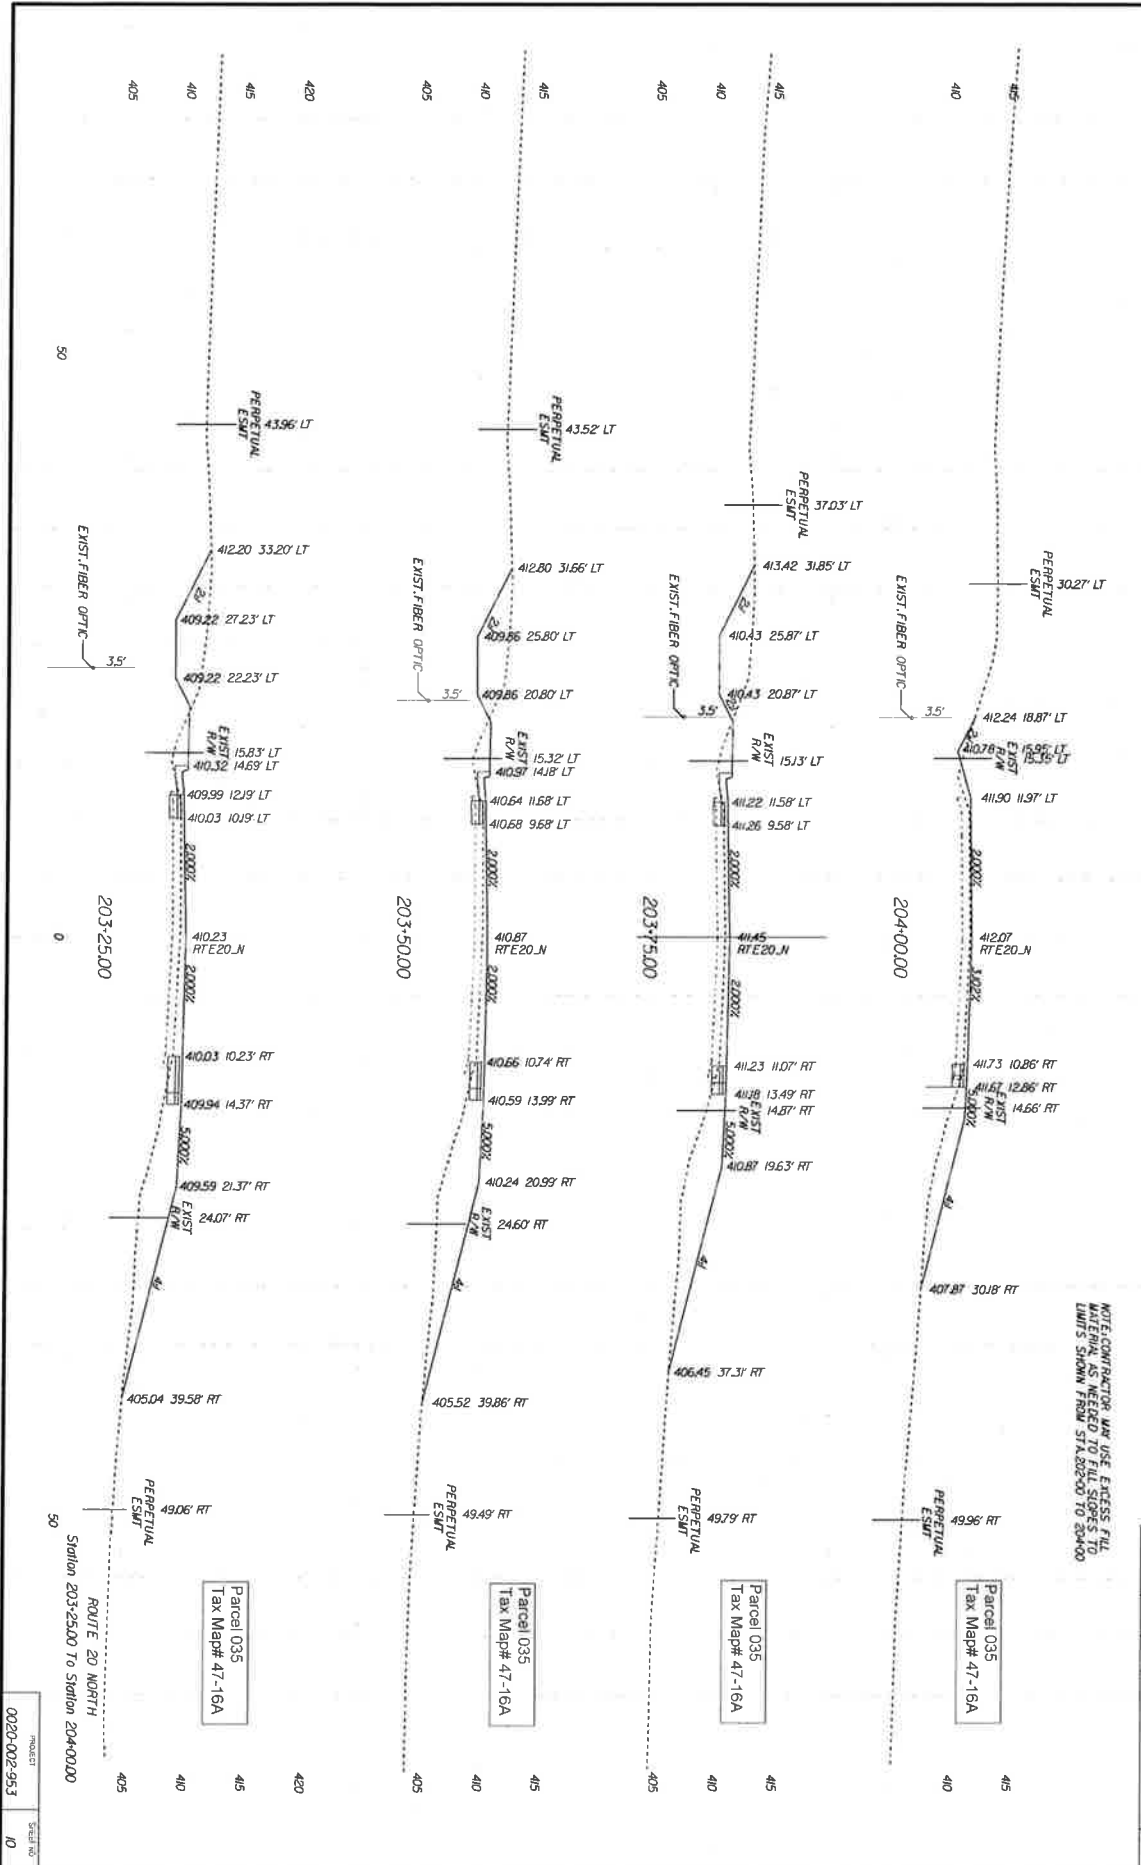 NOTE: CONTRACTOR MAY USE EXCESS FILL
MATERIAL AS NEEDED TO FILL SLOPES TO
LIMITS SHOWN FROM STA.202+00 TO 204+00
415
410
PERPETUAL
ESMT
30.27' LT
EXIST.FIBER OPTIC
3.5'
412.24 18.87' LT
2:1
410.78 15.95' LT
EXIST
R/W
15.35' LT
411.90 11.97' LT
2.000%
412.07
RTE20_N
204+00.00
3.102%
411.73 10.86' RT
411.67 12.86' RT
EXIST
R/W
14.66' RT
5.000%
4:1
407.87 30.18' RT
PERPETUAL
ESMT
49.96' RT
Parcel 035
Tax Map# 47-16A
415
410
415
410
405
PERPETUAL
ESMT
37.03' LT
413.42 31.85' LT
2:1
EXIST.FIBER OPTIC
3.5'
410.43 25.87' LT
410.43 20.87' LT
2:1
EXIST
R/W
15.13' LT
411.22 11.58' LT
411.26 9.58' LT
2.000%
411.45
RTE20_N
203+75.00
2.000%
411.23 11.07' RT
411.18 13.49' RT
EXIST
R/W
14.87' RT
5.000%
410.87 19.63' RT
4:1
406.45 37.31' RT
PERPETUAL
ESMT
49.79' RT
Parcel 035
Tax Map# 47-16A
415
410
405
415
410
405
PERPETUAL
ESMT
43.52' LT
412.80 31.66' LT
2:1
EXIST.FIBER OPTIC
3.5'
409.86 25.80' LT
409.86 20.80' LT
EXIST
R/W
15.32' LT
410.97 14.18' LT
410.64 11.68' LT
410.68 9.68' LT
2.000%
410.87
RTE20_N
203+50.00
2.000%
410.66 10.74' RT
410.59 13.99' RT
5.000%
410.24 20.99' RT
EXIST
R/W
24.60' RT
4:1
405.52 39.86' RT
PERPETUAL
ESMT
49.49' RT
Parcel 035
Tax Map# 47-16A
415
410
405
420
415
410
405
50
PERPETUAL
ESMT
43.96' LT
412.20 33.20' LT
2:1
EXIST.FIBER OPTIC
3.5'
409.22 27.23' LT
409.22 22.23' LT
EXIST
R/W
15.83' LT
410.32 14.69' LT
409.99 12.19' LT
410.03 10.19' LT
2.000%
410.23
RTE20_N
203+25.00
0
2.000%
410.03 10.23' RT
409.94 14.37' RT
5.000%
409.59 21.37' RT
EXIST
R/W
24.07' RT
4:1
405.04 39.58' RT
PERPETUAL
ESMT
49.06' RT
50
Parcel 035
Tax Map# 47-16A
420
415
410
405
ROUTE 20 NORTH
Station 203+25.00 To Station 204+00.00
PROJECT
0020-002-953
SHEET NO.
10